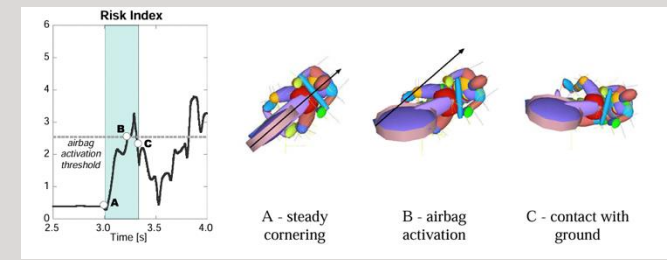 Risk Index
6
5
4
3
2
1
0
airbag
activation
threshold
A
B
C
2.5
3.0
3.5
4.0
Time [s]
A - steady
cornering
B - airbag
activation
C - contact with
ground